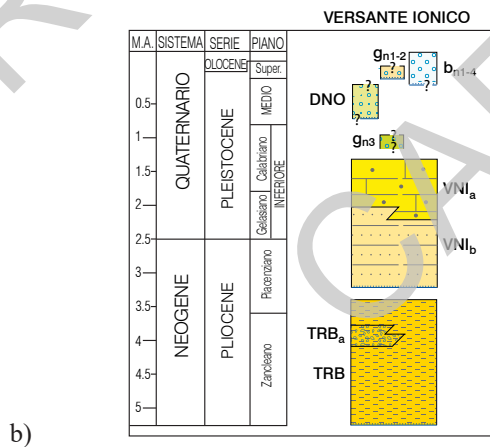 VERSANTE IONICO
M.A. SISTEMA SERIE PIANO
OLOCENE
Super.
0.5
MEDIO
1
1.5
2
2.5
3
3.5
4
4.5
5
QUATERNARIO
NEOGENE
PLEISTOCENE
PLIOCENE
Calabriano
Gelasiano
INFERIORE
Piacenziano
Zancleano
gn1-2
bn1-4
?
?
DNO
?
?
gn3
?
?
VNIa
VNIb
TRBa
TRB
b)